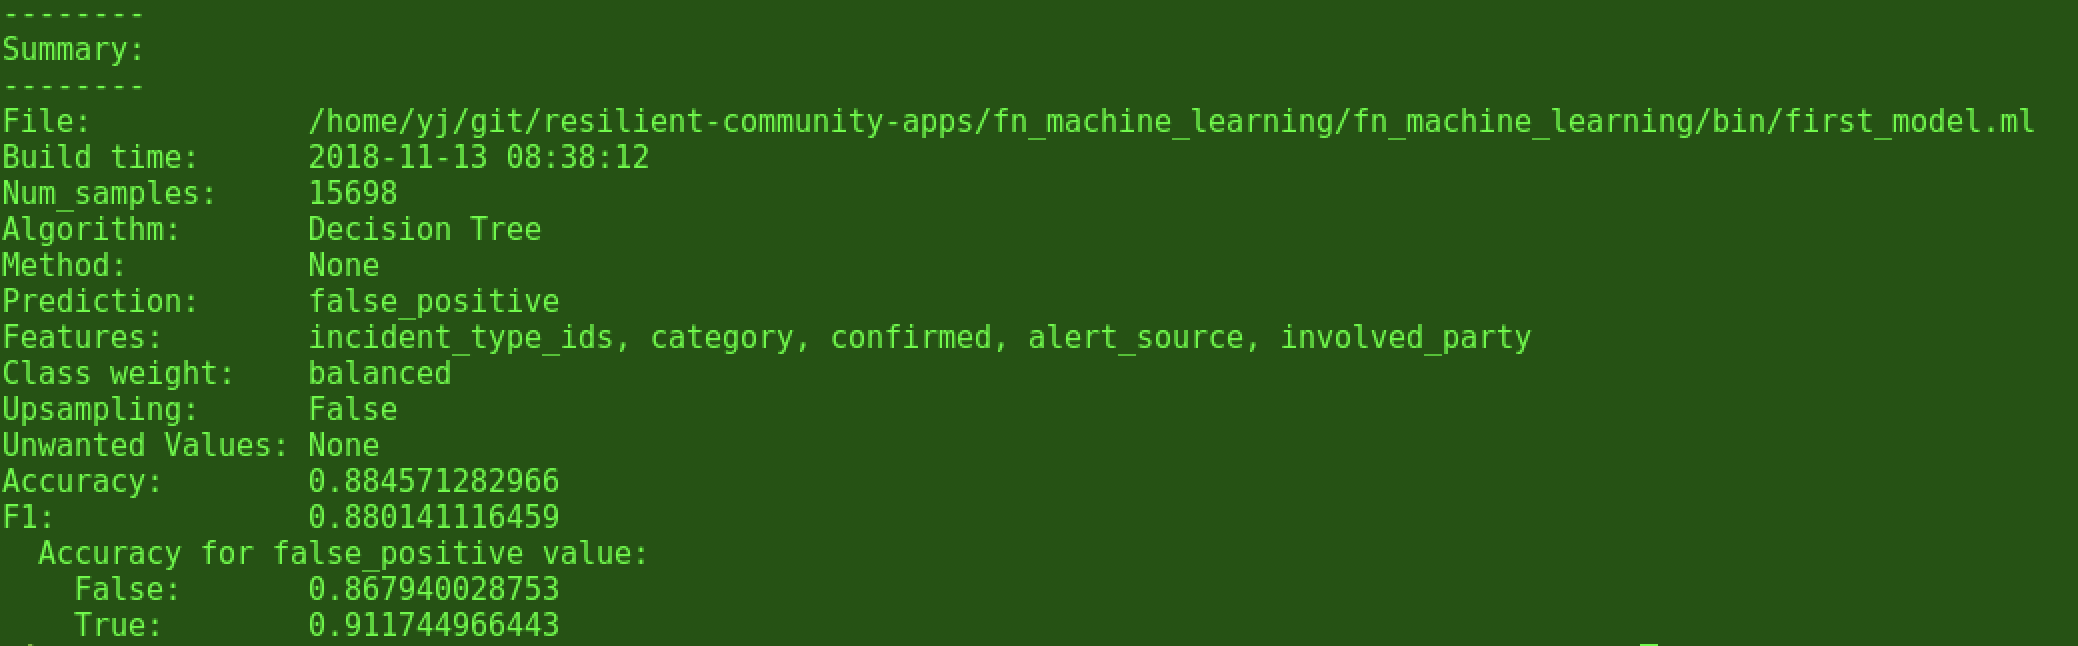 --------
Summary:
--------
File:            /home/yj/git/resilient-community-apps/fn_machine_learning/fn_machine_learning/bin/first_model.ml
Build time:      2018-11-13 08:38:12
Num_samples:     15698
Algorithm:       Decision Tree
Method:          None
Prediction:      false_positive
Features:        incident_type_ids, category, confirmed, alert_source, involved_party
Class weight:    balanced
Upsampling:      False
Unwanted Values: None
Accuracy:        0.884571282966
F1:              0.880141116459
  Accuracy for false_positive value:
    False:       0.867940028753
    True:        0.911744966443